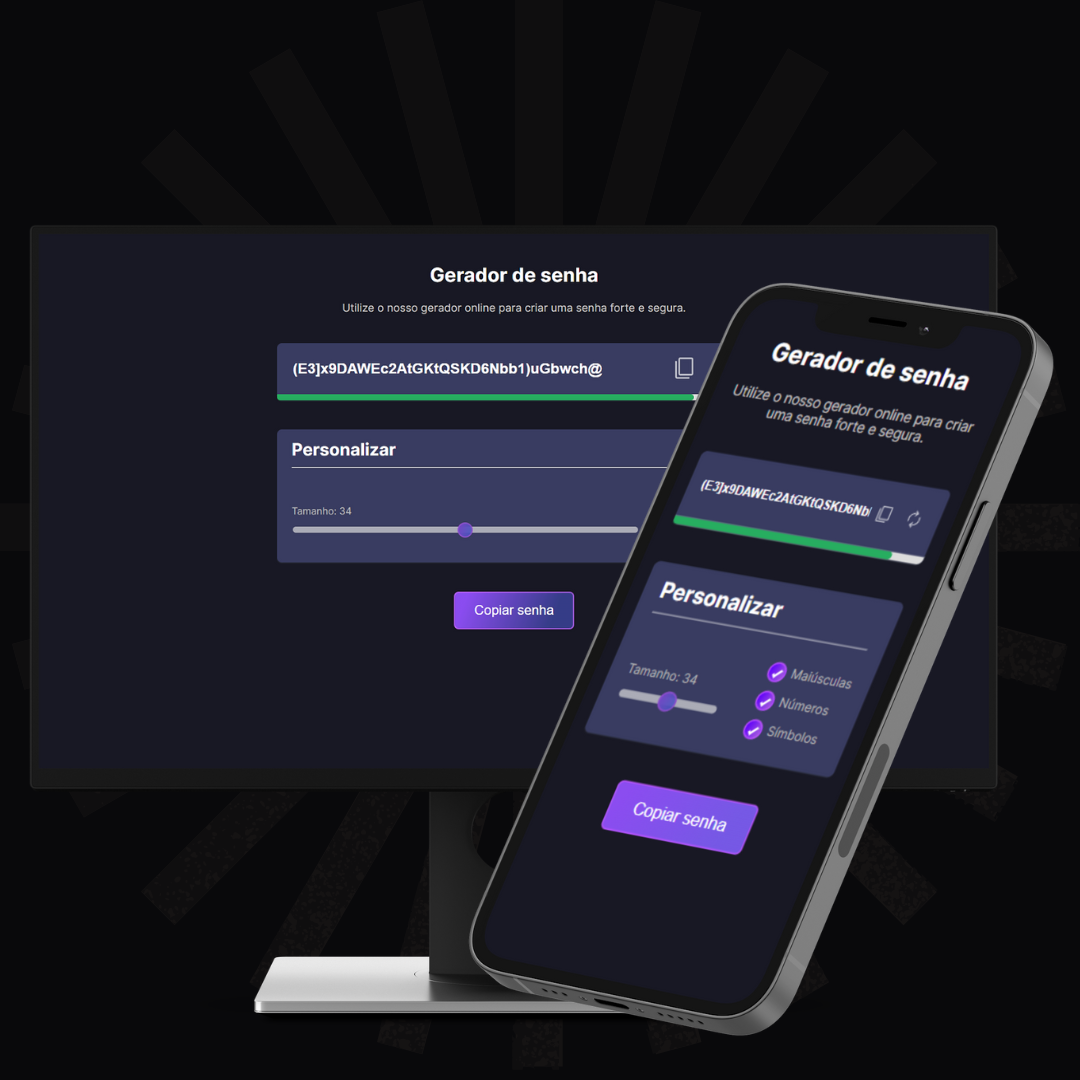 Gerador de senha
Utilize o nosso gerador online para criar uma senha forte e segura.
(E3]x9DAWEc2AtGKtQSKD6Nbb1)uGbwch@
Personalizar
Tamanho: 34
Copiar senha
Gerador de senha
Utilize o nosso gerador online para criar
uma senha forte e segura.
(E3]x9DAWEc2AtGKtQSKD6Nb
Personalizar
Tamanho: 34
Maiúsculas
Números
Símbolos
Copiar senha